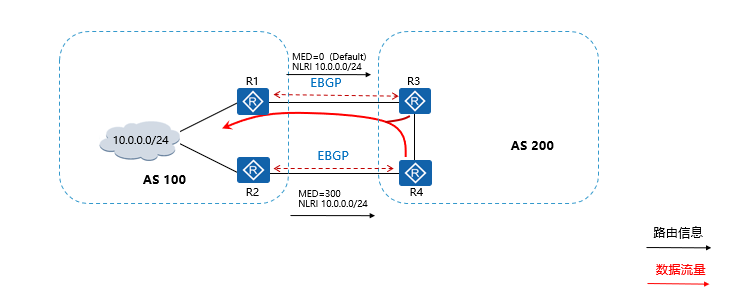 MED=0 (Default)
NLRI 10.0.0.0/24
R1
EBGP
R3
R
R
10.0.0.0/24
AS 200
EBGP
R
R
AS 100
R2
R4
MED=300
NLRI 10.0.0.0/24
路由信息
数据流量